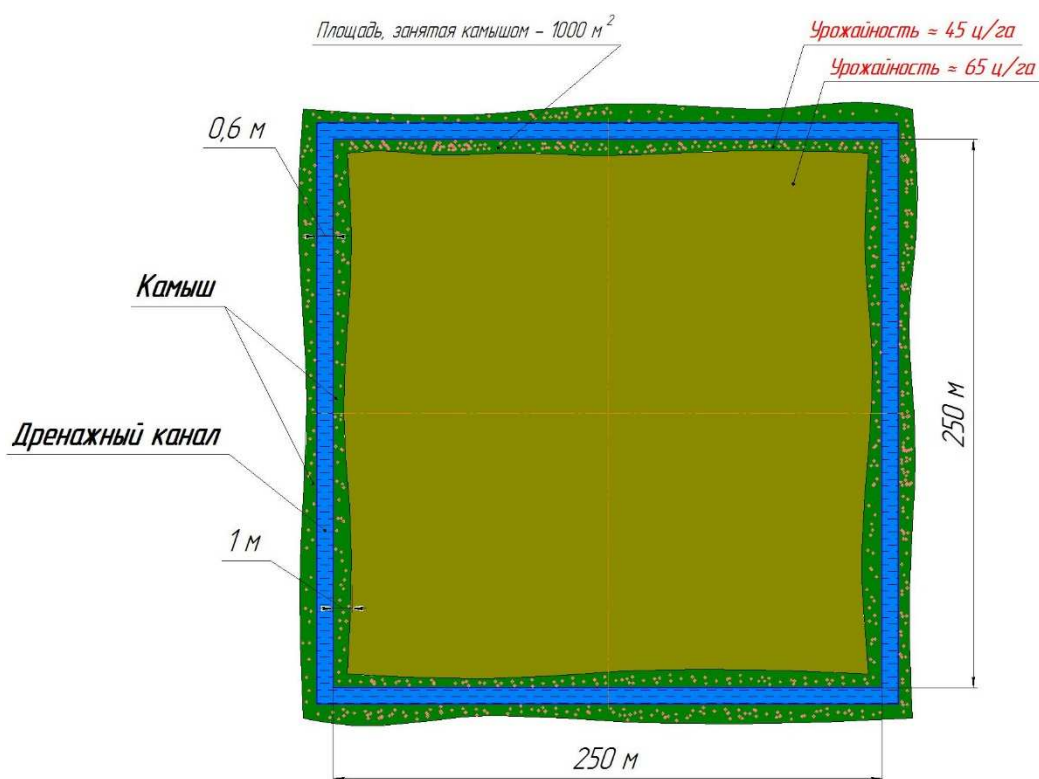 Площадь, занятая камышом – 1000 м²
Урожайность ≈ 45 ц/га
Урожайность ≈ 65 ц/га
0,6 м
Камыш
Дренажный канал
1 м
250 м
250 м